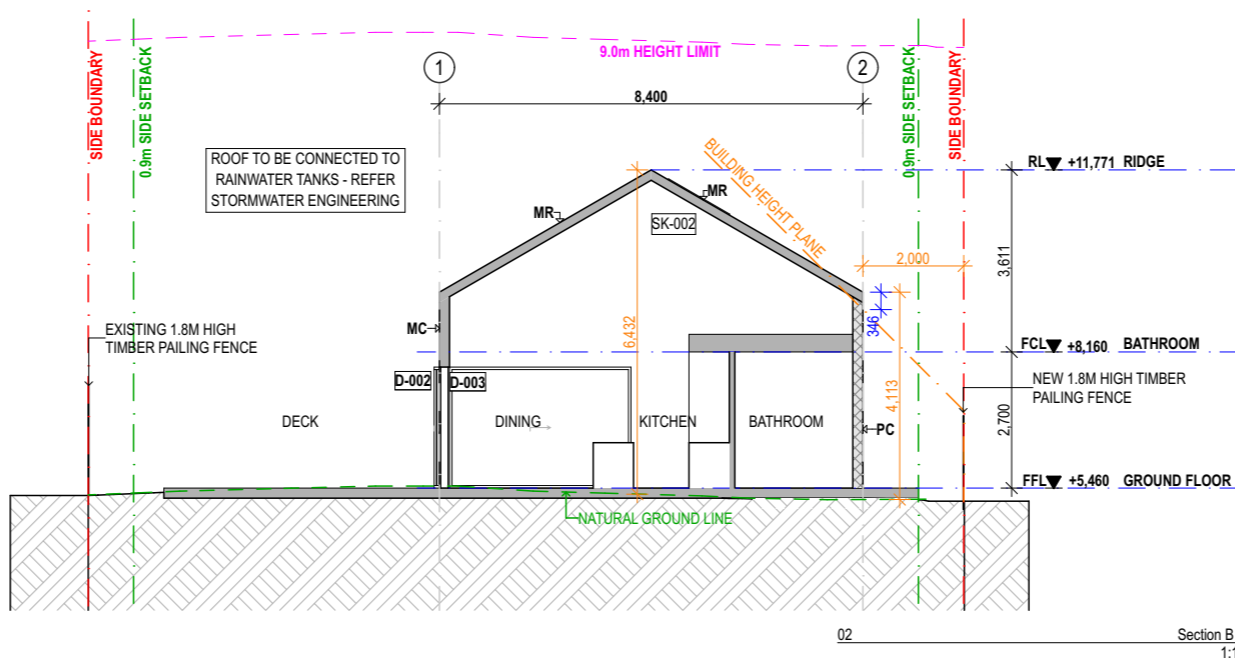 9.0m HEIGHT LIMIT
SIDE BOUNDARY
0.9m SIDE SETBACK
1
2
0.9m SIDE SETBACK
SIDE BOUNDARY
8,400
ROOF TO BE CONNECTED TO
RAINWATER TANKS - REFER
STORMWATER ENGINEERING
BUILDING HEIGHT PLANE
RL +11,771 RIDGE
MR
MR
SK-002
2,000
3,611
346
6,432
MC
EXISTING 1.8M HIGH
TIMBER PAILING FENCE
FCL +8,160 BATHROOM
D-002
D-003
4,113
NEW 1.8M HIGH TIMBER
PAILING FENCE
DECK
DINING
KITCHEN
BATHROOM
PC
2,700
FFL +5,460 GROUND FLOOR
NATURAL GROUND LINE
02
Section B